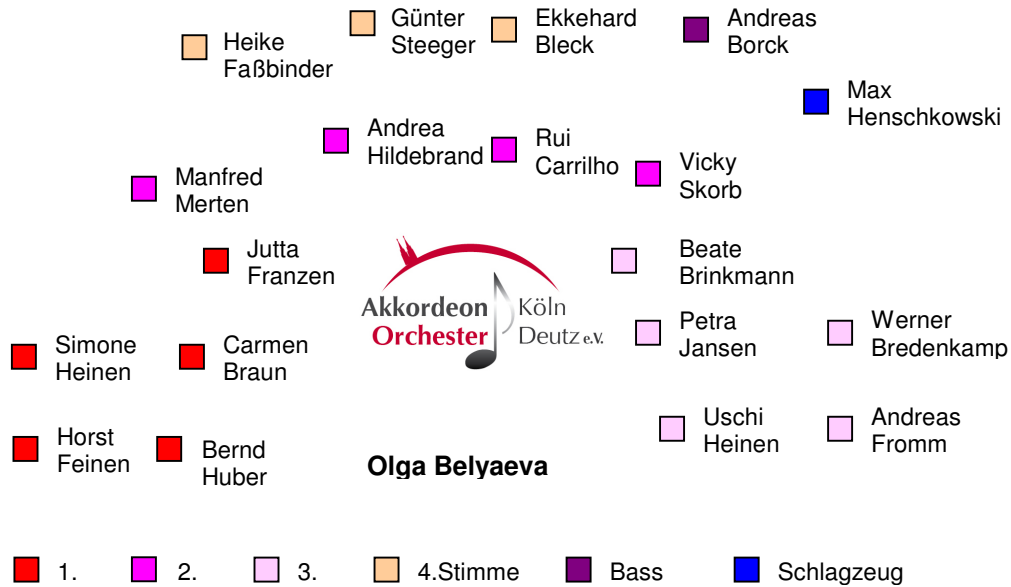 Heike
Faßbinder
Günter
Steeger
Ekkehard
Bleck
Andreas
Borck
Max
Henschkowski
Manfred
Merten
Andrea
Hildebrand
Rui
Carrilho
Vicky
Skorb
Jutta
Franzen
Akkordeon Köln
Orchester Deutz e.V.
Beate
Brinkmann
Petra
Jansen
Werner
Bredenkamp
Simone
Heinen
Carmen
Braun
Uschi
Heinen
Andreas
Fromm
Horst
Feinen
Bernd
Huber
Olga Belyaeva
1. 2. 3. 4.Stimme Bass Schlagzeug